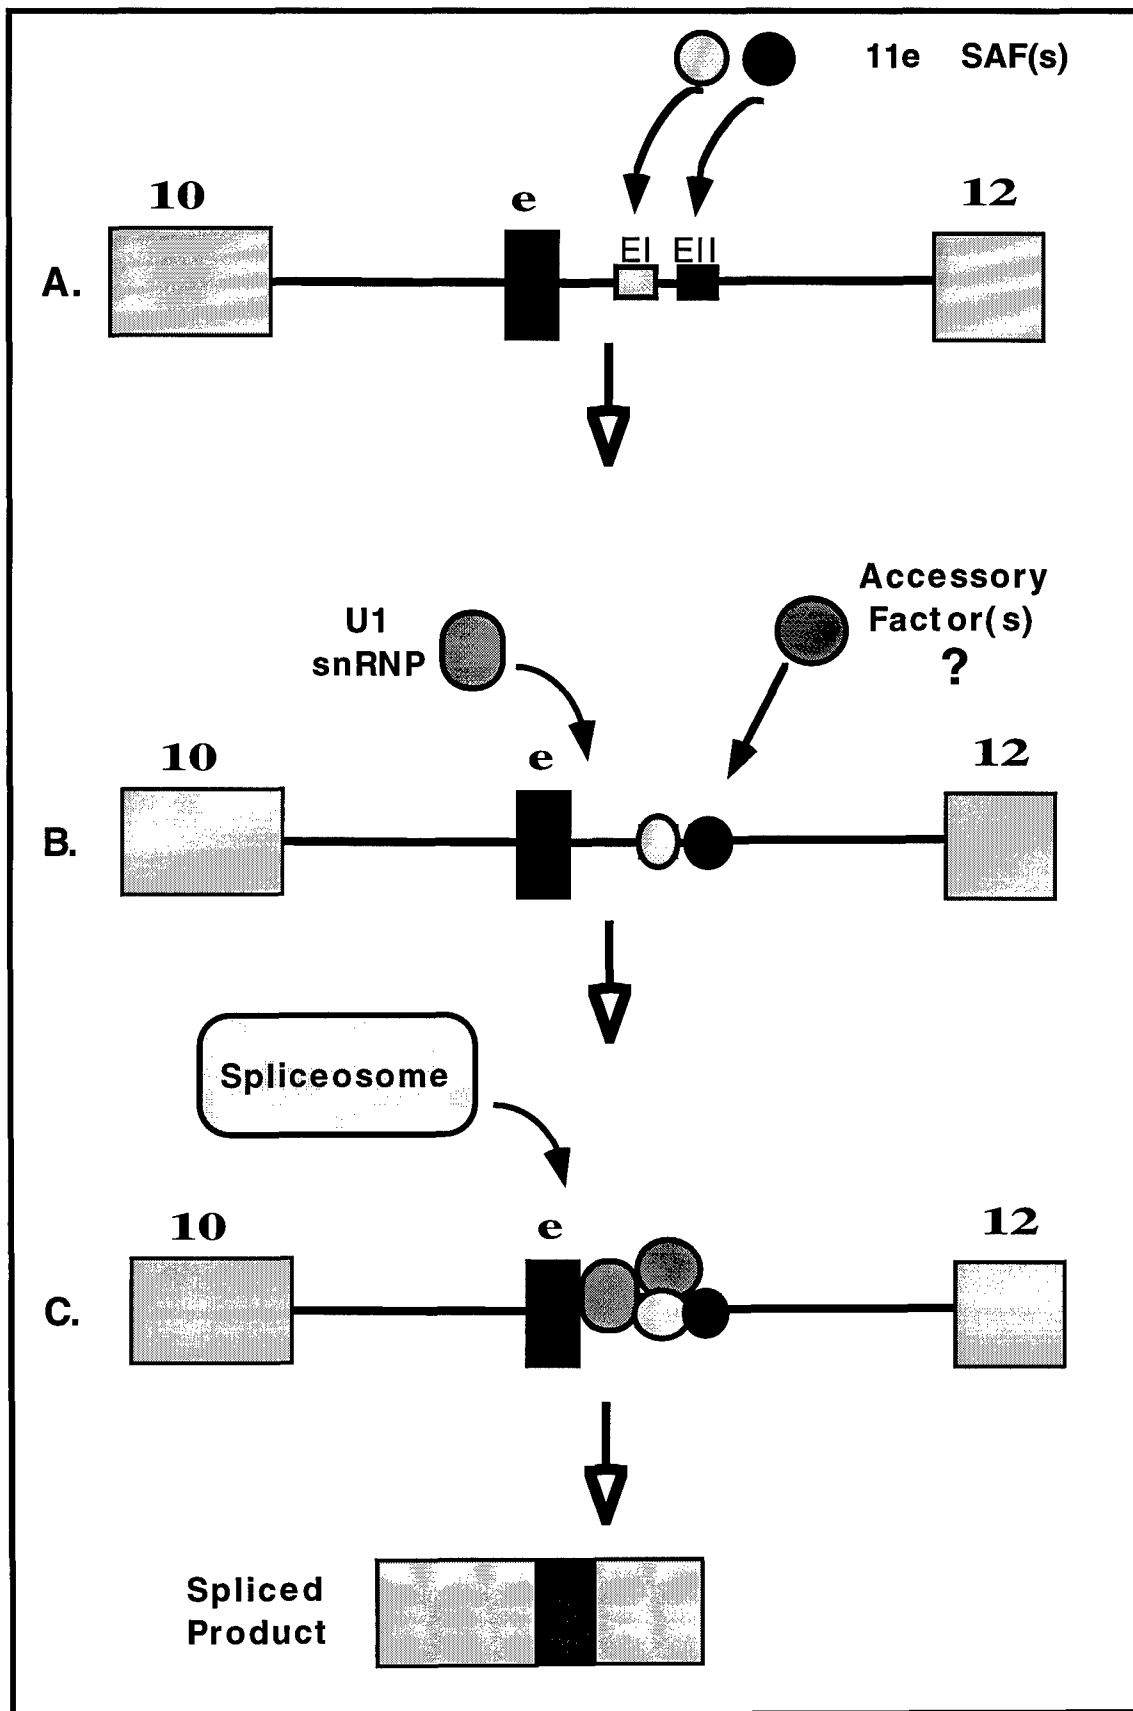 11e SAF(s)
10
e
12
EI EII
A.
Accessory
Factor(s)
?
U1
snRNP
10
e
12
B.
Spliceosome
10
e
12
C.
Spliced
Product